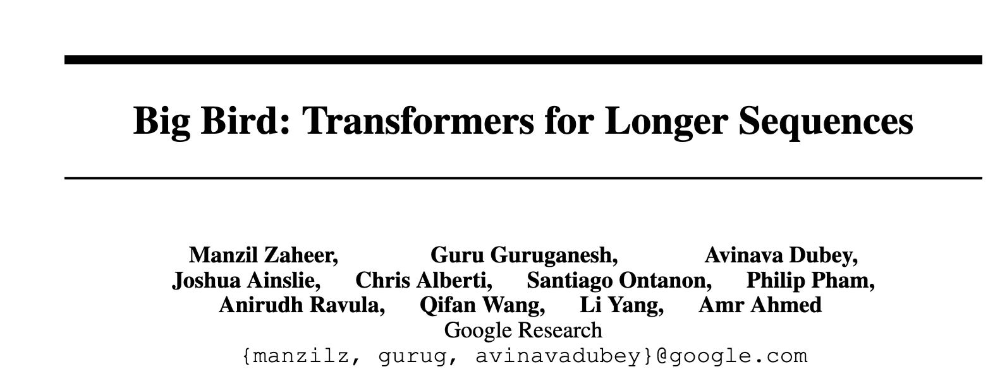 Big Bird: Transformers for Longer Sequences
Manzil Zaheer, Guru Guruganesh, Avinava Dubey,
Joshua Ainslie, Chris Alberti, Santiago Ontanon, Philip Pham,
Anirudh Ravula, Qifan Wang, Li Yang, Amr Ahmed
Google Research
{manzilz, gurug, avinavadubey}@google.com